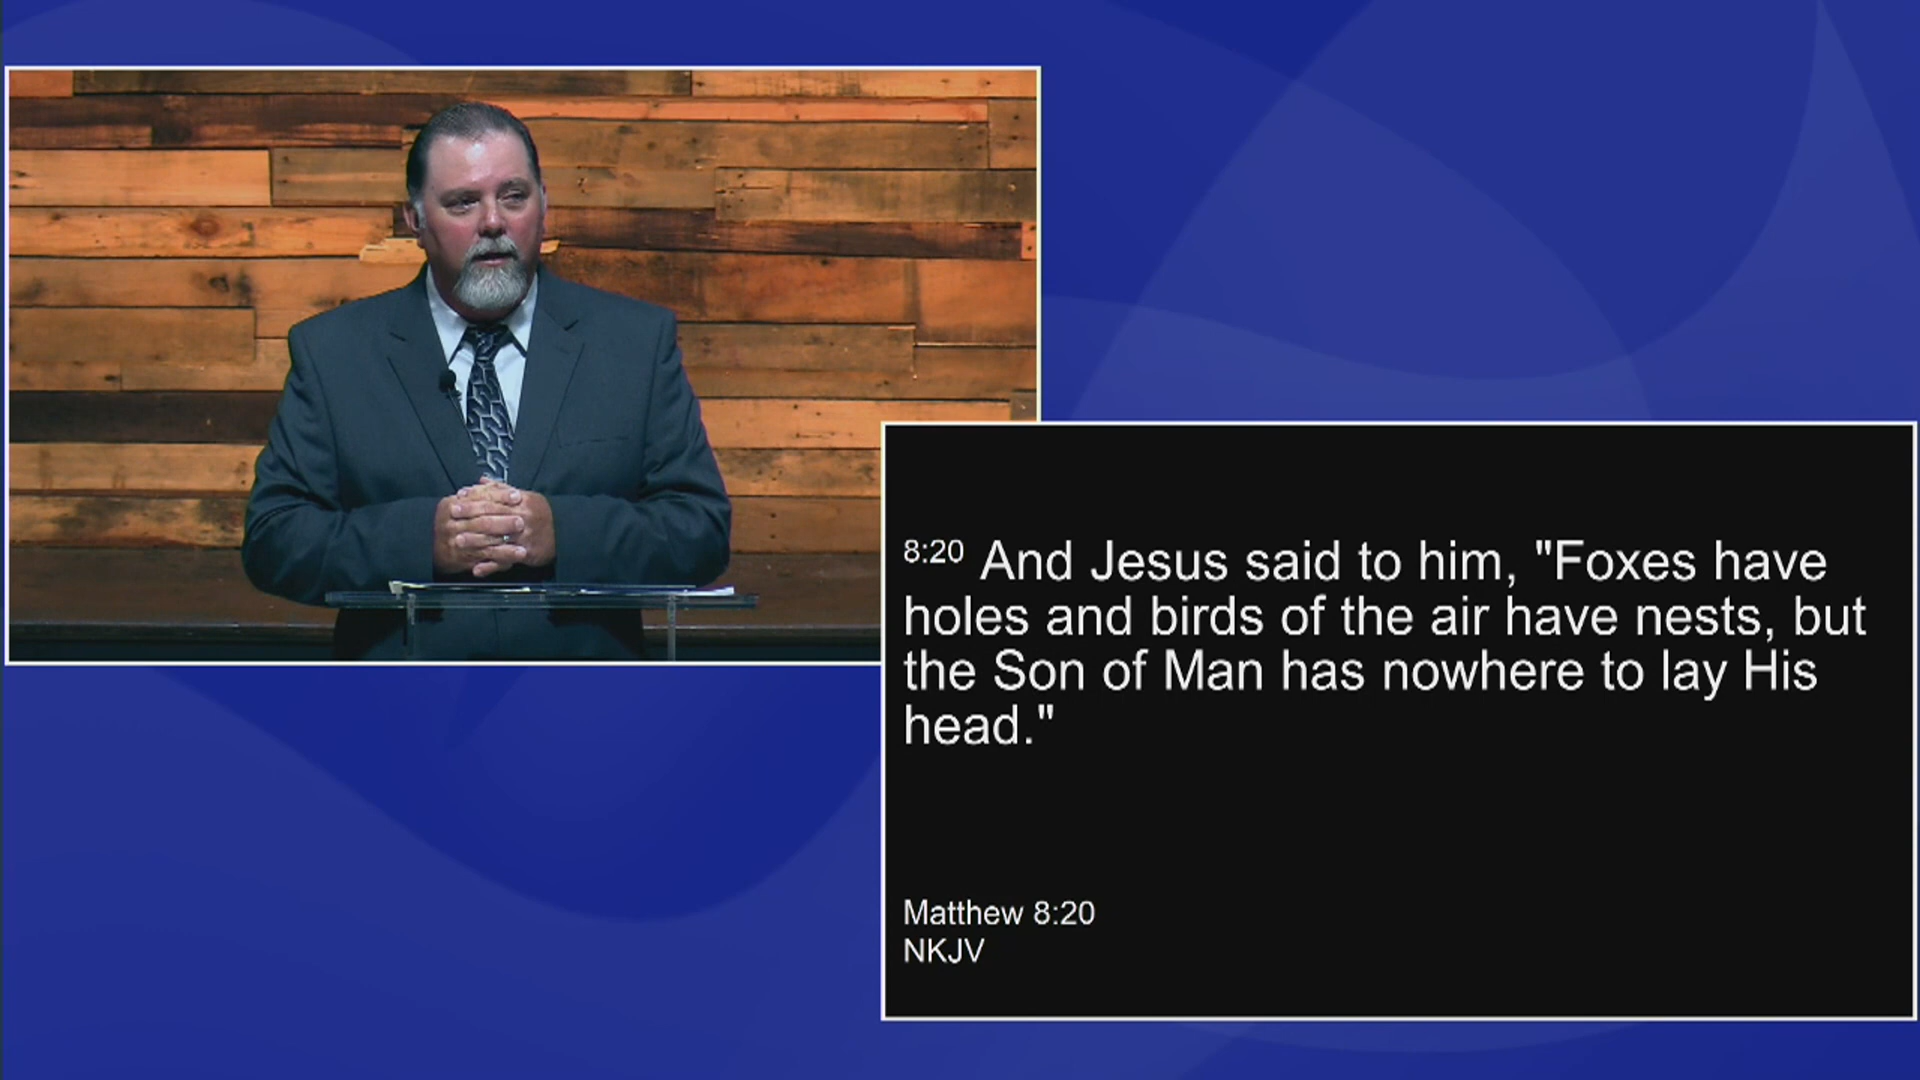 8:20 And Jesus said to him, "Foxes have
holes and birds of the air have nests, but
the Son of Man has nowhere to lay His
head."
Matthew 8:20
NKJV